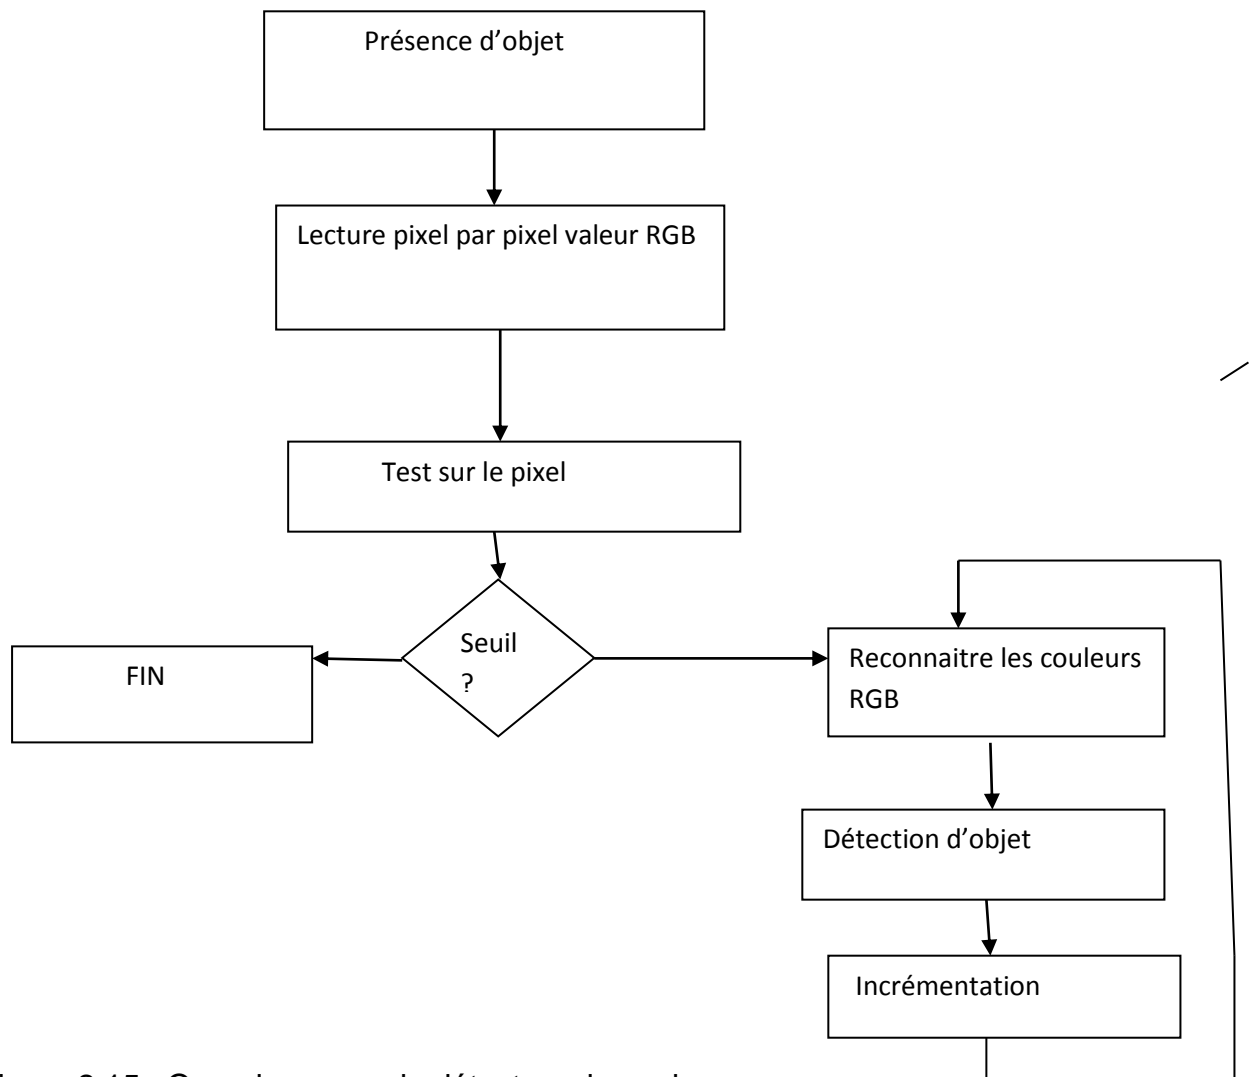 Présence d’objet
Lecture pixel par pixel valeur RGB
Test sur le pixel
Seuil
?
FIN
Reconnaitre les couleurs
RGB
Détection d’objet
Incrémentation